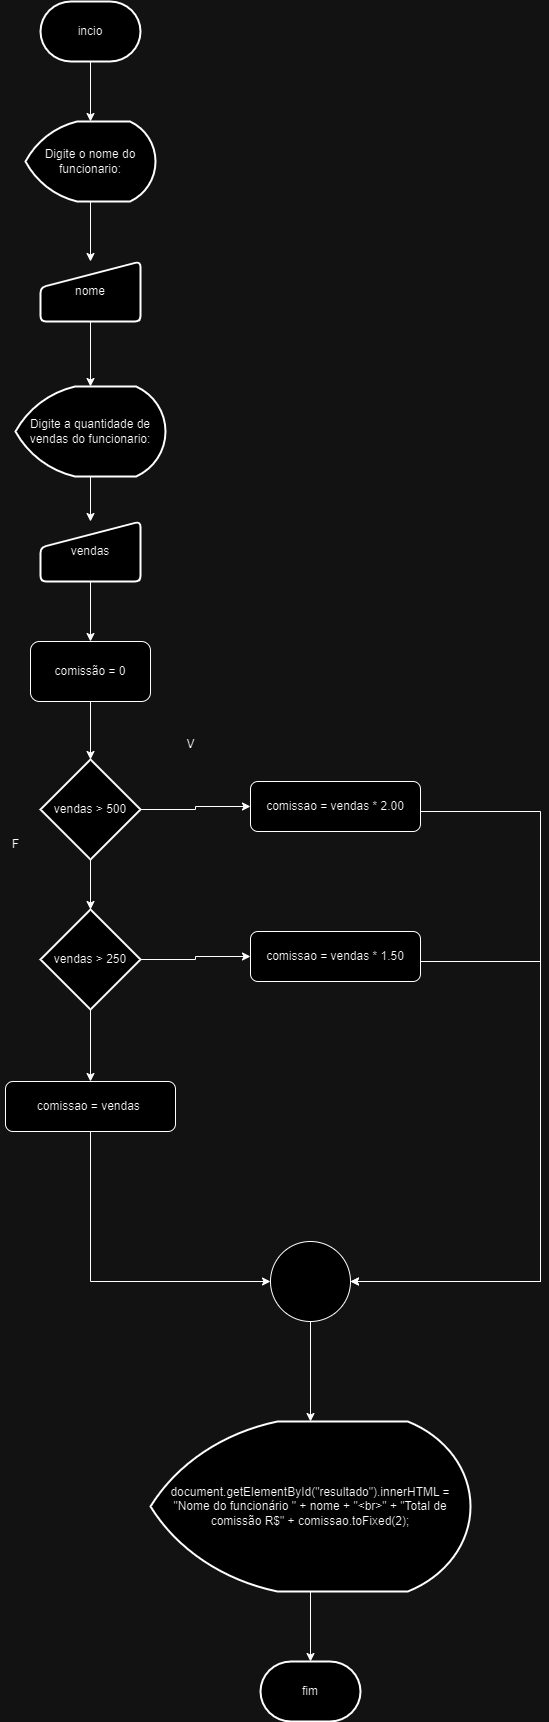 incio
Digite o nome do
funcionario:
nome
Digite a quantidade de
vendas do funcionario:
vendas
comissão = 0
V
vendas > 500
comissao = vendas * 2.00
F
vendas > 250
comissao = vendas * 1.50
comissao = vendas
document.getElementById("resultado").innerHTML =
"Nome do funcionário " + nome + "<br>" + "Total de
comissão R$" + comissao.toFixed(2);
fim